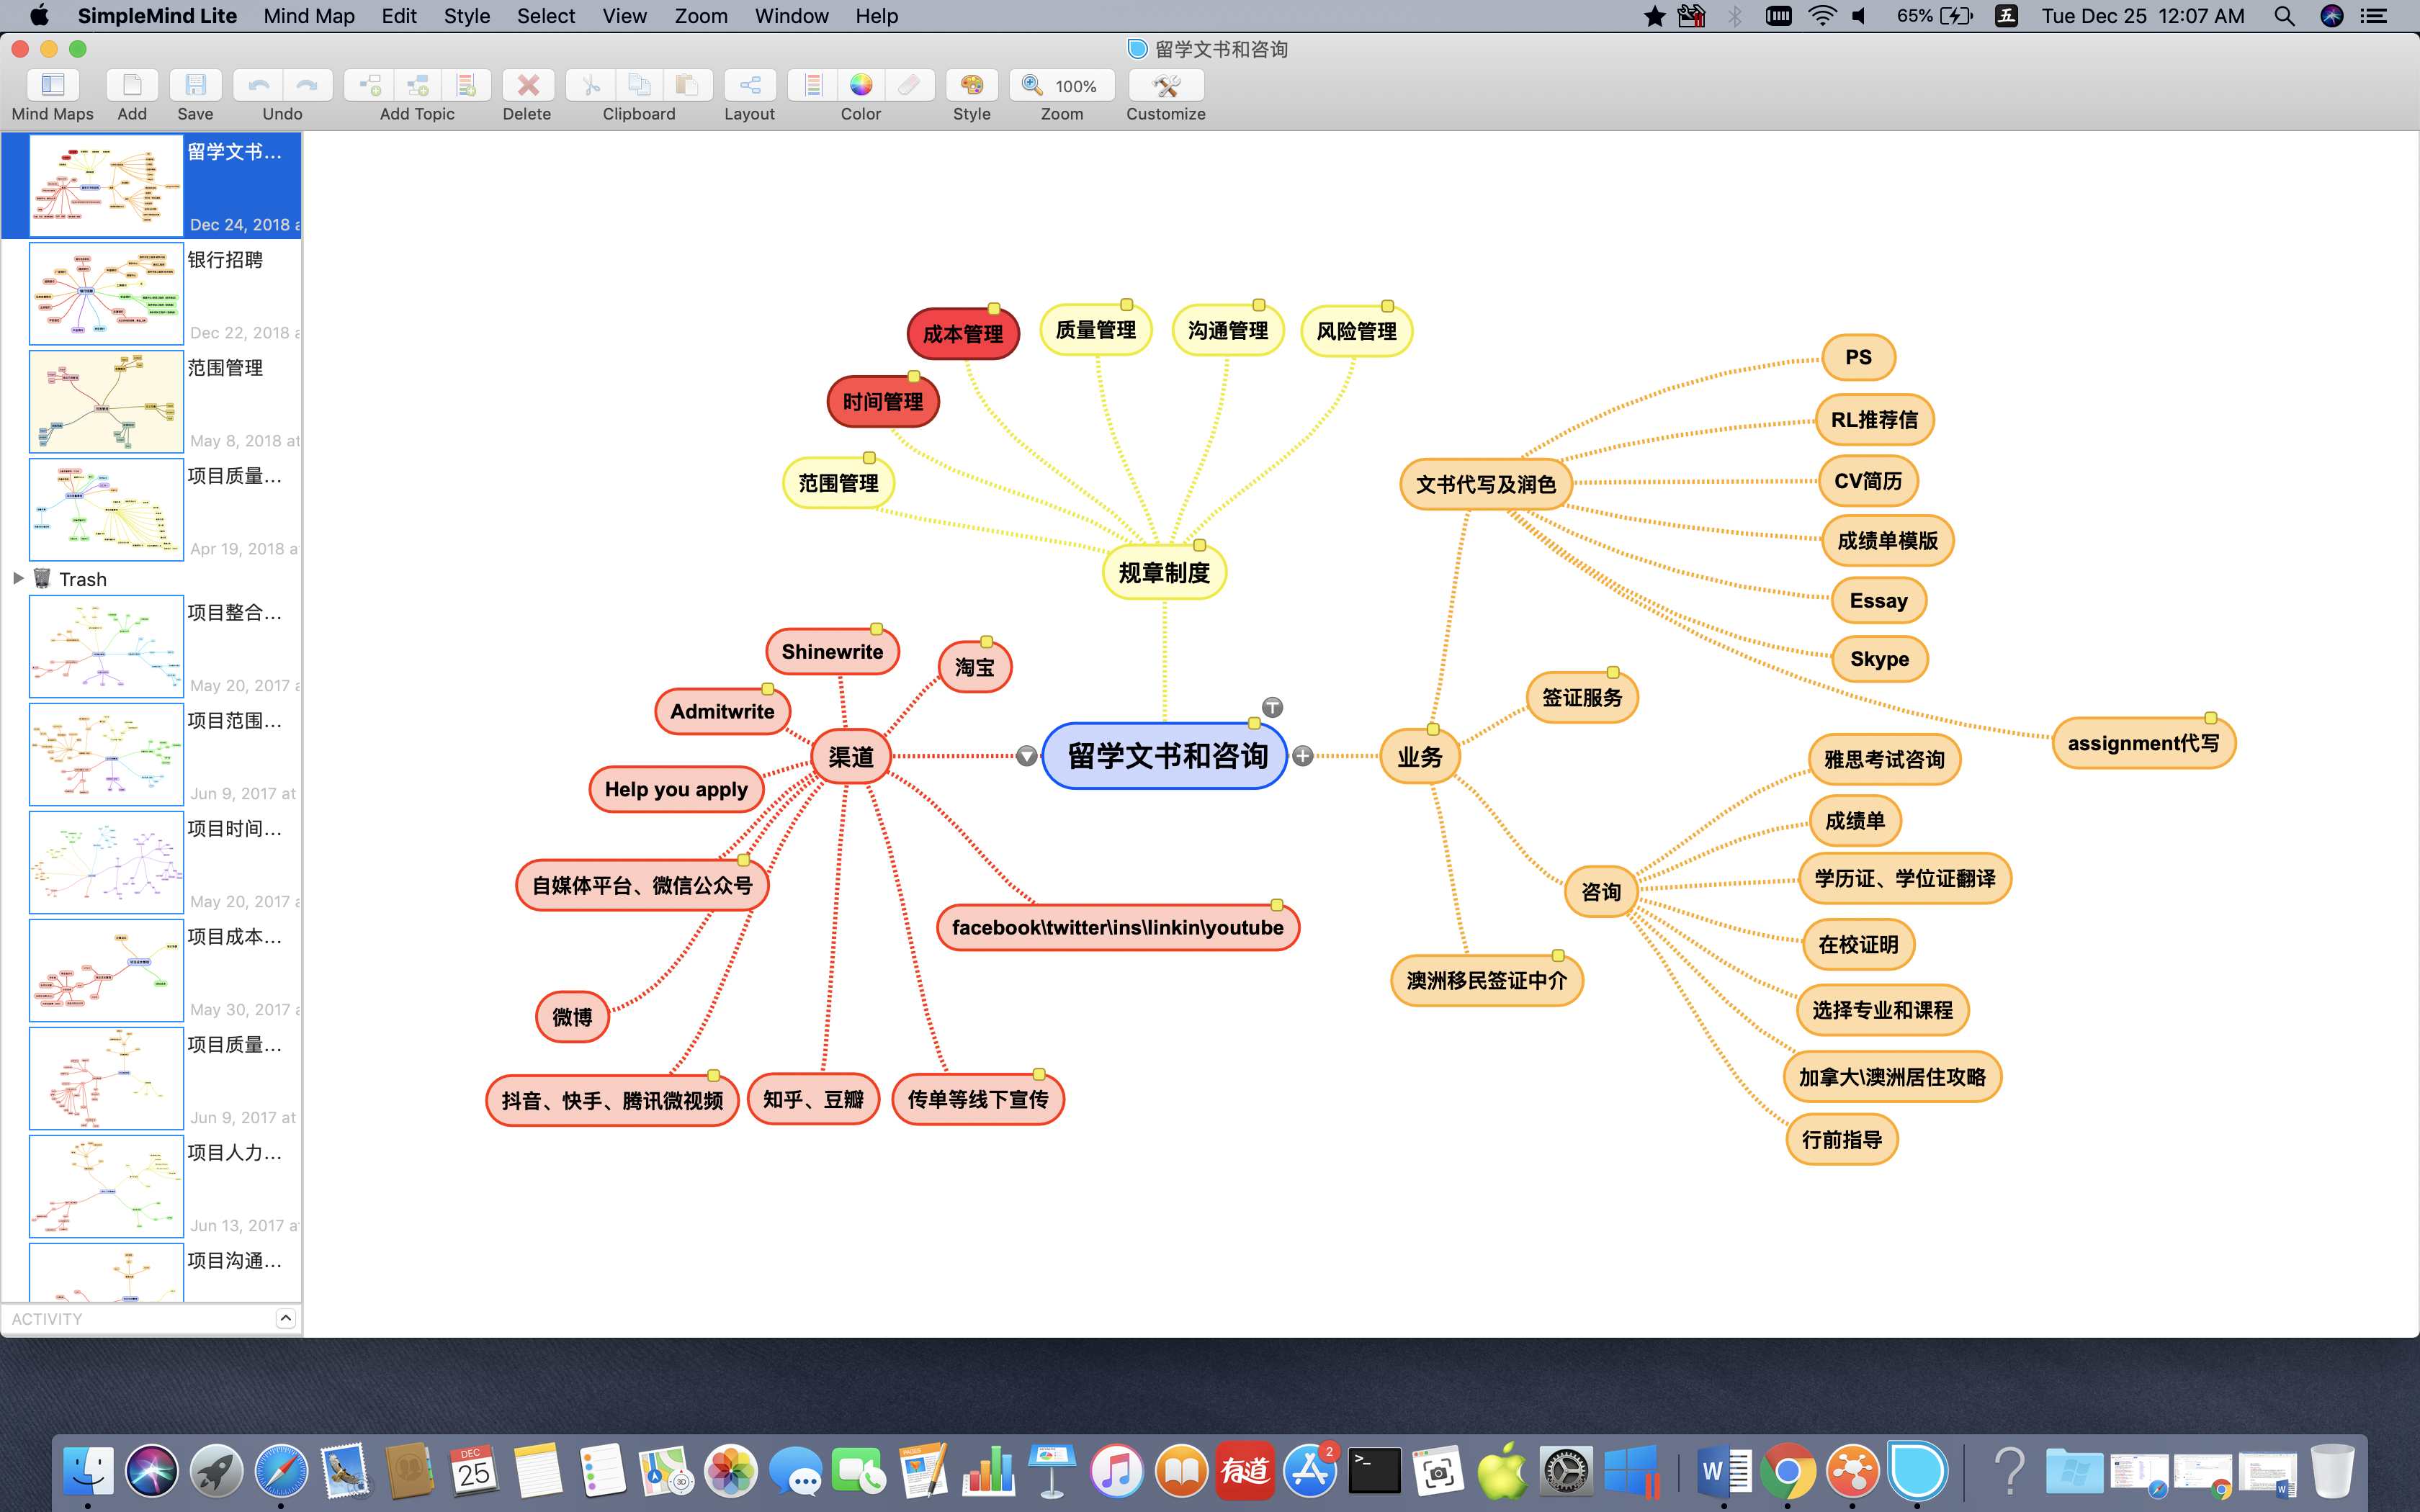 SimpleMind Lite Mind Map Edit Style Select View Zoom Window Help 65% 五 Tue Dec 25 12:07 AM
留学文书和咨询
100%
Mind Maps Add Save Undo Add Topic Delete Clipboard Layout Color Style Zoom Customize
留学文书...
Dec 24, 2018 a
银行招聘
Dec 22, 2018 a
范围管理
May 8, 2018 at
项目质量...
Apr 19, 2018 a
Trash
项目整合...
May 20, 2017 a
项目范围...
Jun 9, 2017 at
项目时间...
May 20, 2017 a
项目成本...
May 30, 2017 a
项目质量...
Jun 9, 2017 at
项目人力...
Jun 13, 2017 a
项目沟通...
ACTIVITY
成本管理
质量管理
沟通管理
风险管理
时间管理
范围管理
规章制度
Shinewrite
淘宝
Admitwrite
渠道
Help you apply
自媒体平台、微信公众号
facebook\twitter\ins\linkin\youtube
微博
抖音、快手、腾讯微视频
知乎、豆瓣
传单等线下宣传
T
留学文书和咨询
业务
文书代写及润色
PS
RL推荐信
CV简历
成绩单模版
Essay
Skype
assignment代写
签证服务
澳洲移民签证中介
咨询
雅思考试咨询
成绩单
学历证、学位证翻译
在校证明
选择专业和课程
加拿大\澳洲居住攻略
行前指导
DEC
25
3D
PAGES
有道
2
>_
W
?
W